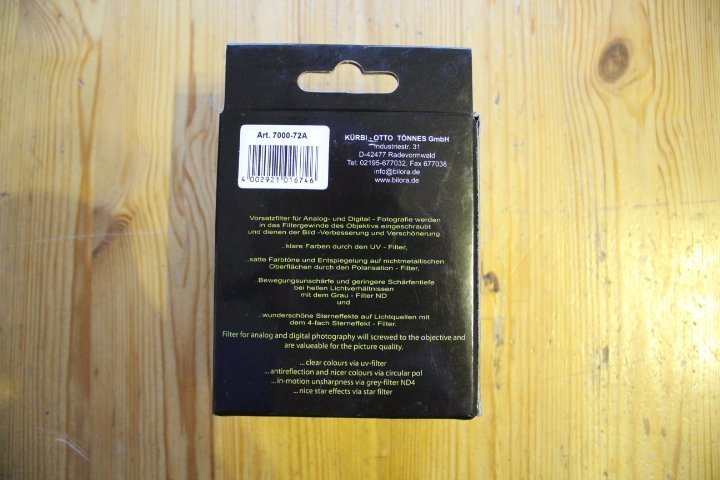 Art. 7000-72A
4 002921 016746
KÜRBI - OTTO TÖNNES GmbH
Industriestr. 31
D-42477 Radevormwald
Tel: 02195-677032, Fax 677038
info@bilora.de
www.bilora.de
Vorsatzfilter für Analog- und Digital - Fotografie werden
in das Filtergewinde des Objektivs eingeschraubt
und dienen der Bild -Verbesserung und Verschönerung.
...klare Farben durch den UV - Filter,
...satte Farbtöne und Entspiegelung auf nichtmetallischen
Oberflächen durch den Polarisation - Filter,
...Bewegungsunschärfe und geringere Schärfentiefe
bei hellen Lichtverhältnissen
mit dem Grau - Filter ND
und
...wunderschöne Sterneffekte auf Lichtquellen mit
dem 4-fach Sterneffekt - Filter.
Filter for analog and digital photography will screwed to the objective and
are valueable for the picture quality.
...clear colours via uv-filter
...antireflection and nicer colours via circular pol
...in-motion unsharpness via grey-filter ND4
...nice star effects via star filter